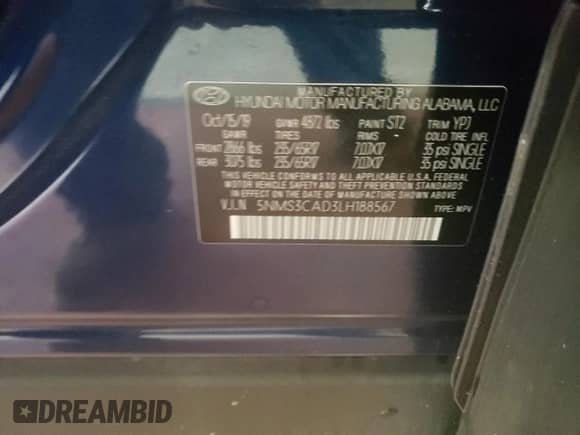 MANUFACTURED BY
HYUNDAI MOTOR MANUFACTURING ALABAMA, LLC
Oct/15/19 GVWR 4872 lbs PAINT ST2 TRIM YPJ
GAWR TIRES RIMS - COLD TIRE INFL.
FRONT 2866 lbs 235/65R17 7.0JX17 35 psi SINGLE
REAR 3075 lbs 235/65R17 7.0JX17 35 psi SINGLE
THIS VEHICLE CONFORMS TO ALL APPLICABLE U.S.A. FEDERAL
MOTOR VEHICLE SAFETY AND THEFT PREVENTION STANDARDS
IN EFFECT ON THE DATE OF MANUFACTURE SHOWN ABOVE.
V.I.N 5NMS3CAD3LH188567
TYPE: MPV
DREAMBID